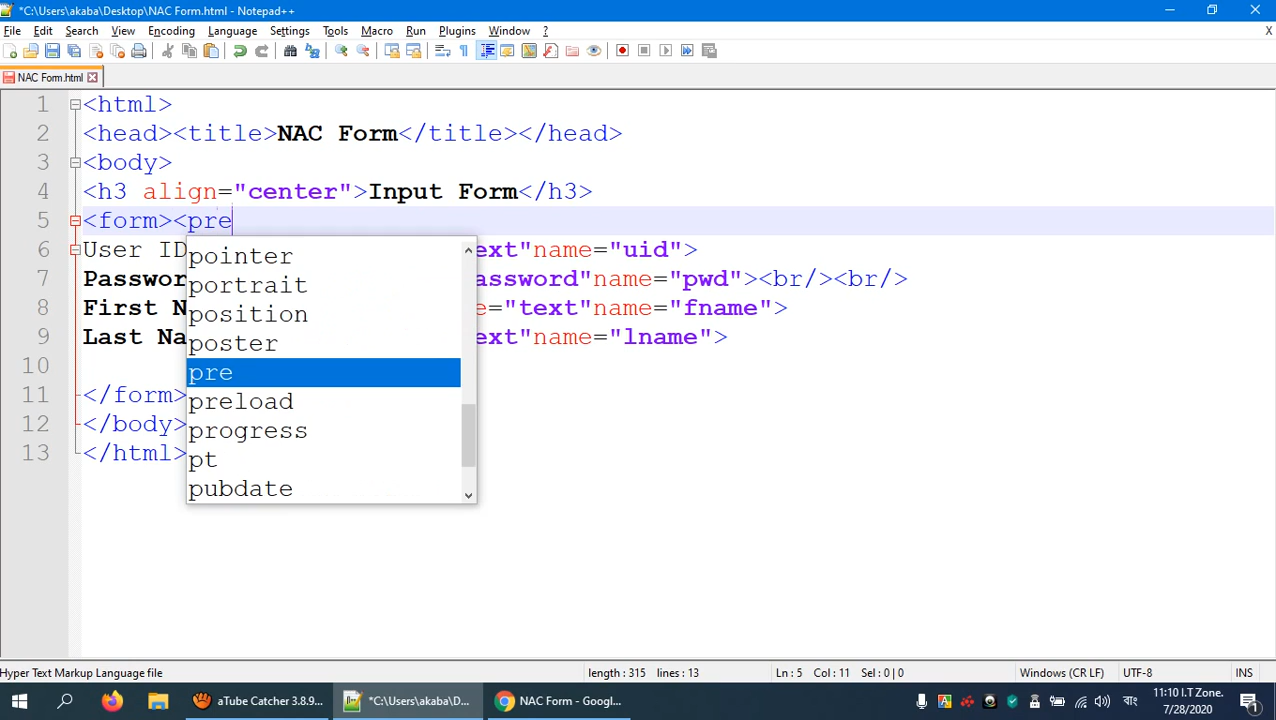 *C:\Users\akaba\Desktop\NAC Form.html - Notepad++
File Edit Search View Encoding Language Settings Tools Macro Run Plugins Window ? X
NAC Form.html
1 <html>
2 <head><title>NAC Form</title></head>
3 <body>
4 <h3 align="center">Input Form</h3>
5 <form><pre
6 User ID ext"name="uid">
7 Passwor assword"name="pwd"><br/><br/>
8 First N e="text"name="fname">
9 Last Na ext"name="lname">
10
11 </form>
12 </body>
13 </html>
pointer
portrait
position
poster
pre
preload
progress
pt
pubdate
Hyper Text Markup Language file length : 315 lines : 13 Ln : 5 Col : 11 Sel : 0 | 0 Windows (CR LF) UTF-8 INS
aTube Catcher 3.8.9... *C:\Users\akaba\D... NAC Form - Googl... বাং 11:10 I.T Zone.
7/28/2020 1